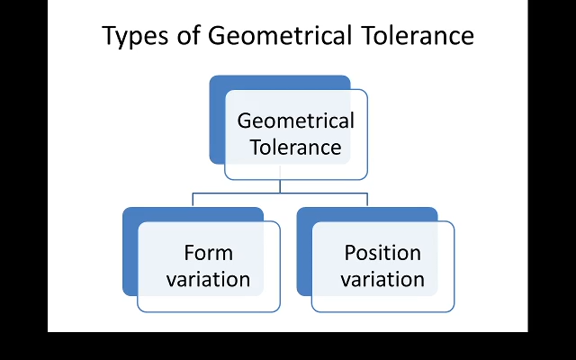 Types of Geometrical Tolerance
Geometrical
Tolerance
Form
variation
Position
variation